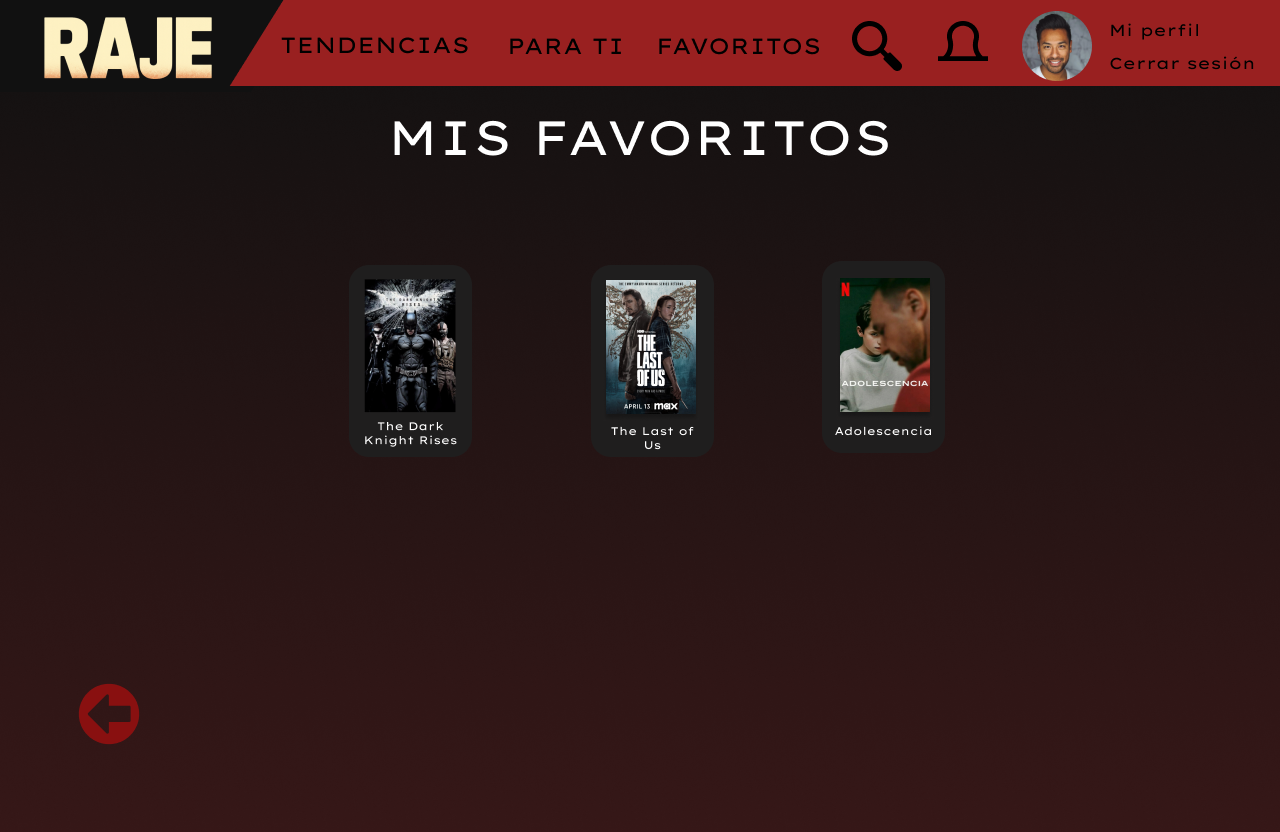 RAJE
TENDENCIAS
PARA TI
FAVORITOS
Mi perfil
Cerrar sesión
MIS FAVORITOS
THE DARK KNIGHT
RISES
The Dark
Knight Rises
THE
LAST
OF US
APRIL 13 max
The Last of
Us
N
ADOLESCENCIA
Adolescencia